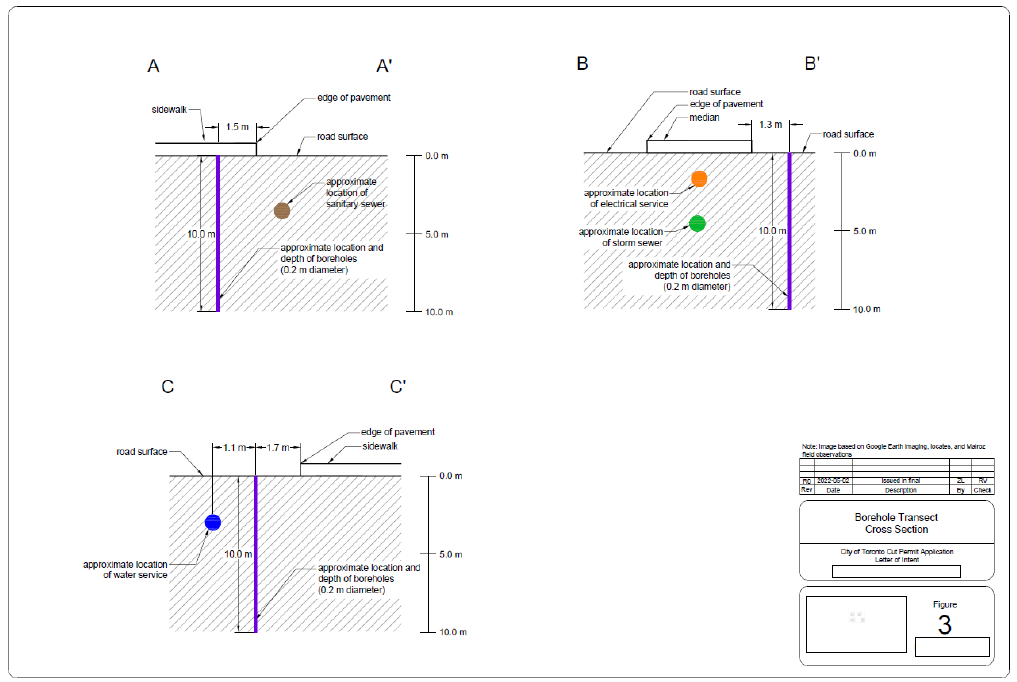 A
A'
sidewalk
1.5 m
edge of pavement
road surface
0.0 m
approximate
location of
sanitary sewer
10.0 m
5.0 m
approximate location and
depth of boreholes
(0.2 m diameter)
10.0 m
B
B'
road surface
edge of pavement
median
1.3 m
road surface
0.0 m
approximate location
of electrical service
approximate location
of storm sewer
10.0 m
5.0 m
approximate location and
depth of boreholes
(0.2 m diameter)
10.0 m
C
C'
road surface
1.1 m
1.7 m
edge of pavement
sidewalk
0.0 m
10.0 m
5.0 m
approximate location
of water service
approximate location and
depth of boreholes
(0.2 m diameter)
10.0 m
Note: Image based on Google Earth Imaging, locates, and
field observations
R0 2022-05-02 Issued in final ZL RV
Rev Date Description By Check
Borehole Transect
Cross Section
City of Toronto Cut Permit Application
Letter of Intent
Figure
3